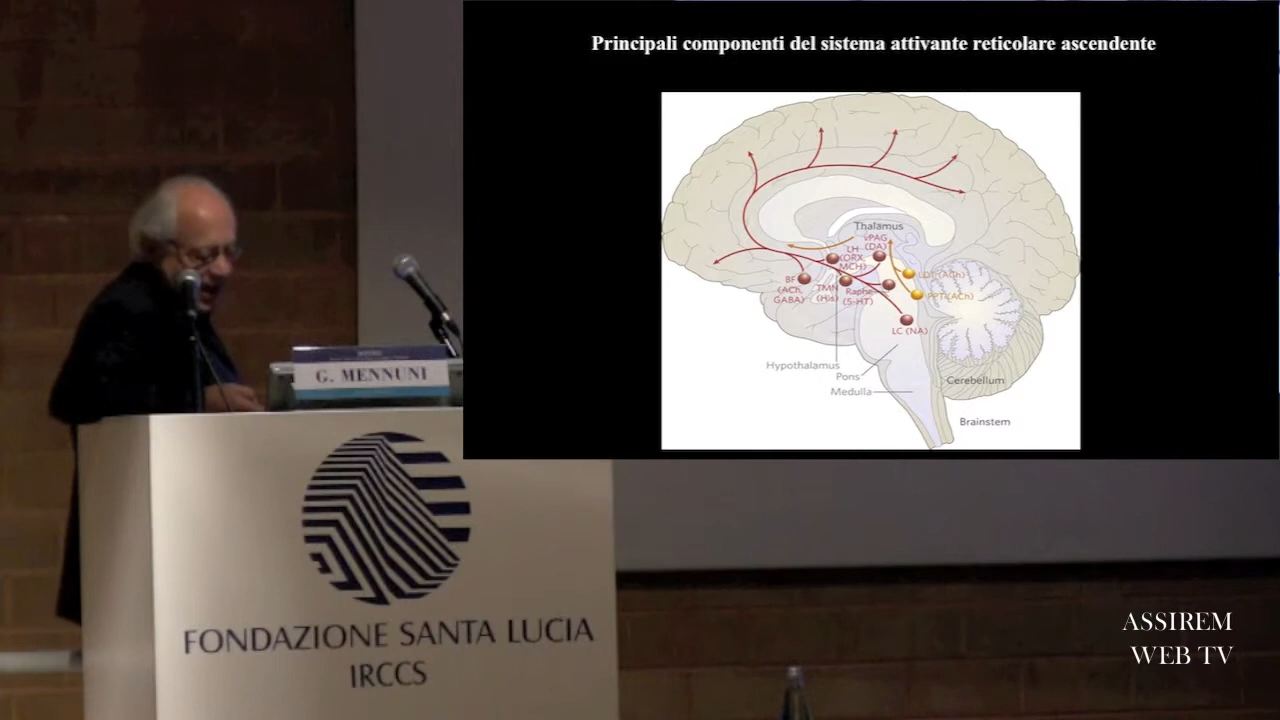 Principali componenti del sistema attivante reticolare ascendente
Thalamus
vPAG
(DA)
LH
(ORX,
MCH)
LDT (ACh)
BF
(ACh,
GABA)
TMN
(His)
Raphe
(5-HT)
PPT (ACh)
LC (NA)
Hypothalamus
Pons
Medulla
Cerebellum
Brainstem
G. MENNUNI
FONDAZIONE SANTA LUCIA
IRCCS
ASSIREM
WEB TV